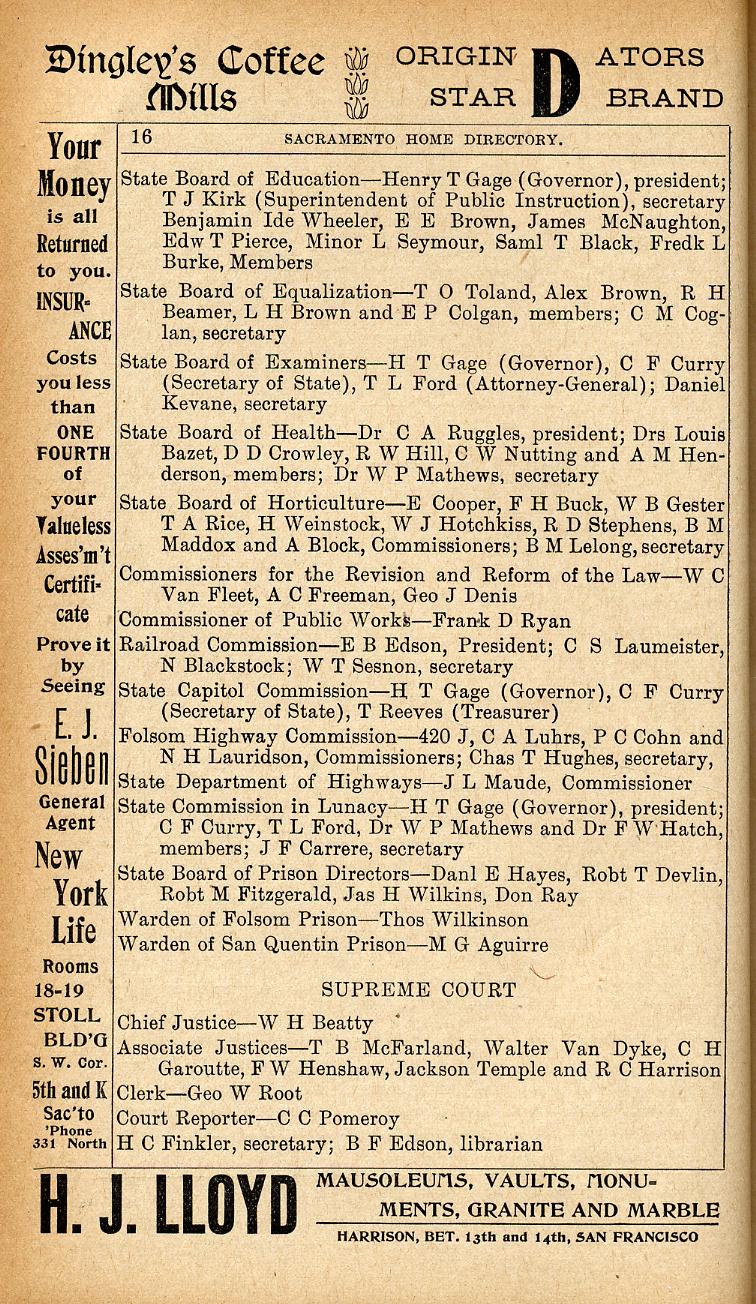 Dingley's Coffee
Mills
ORIGIN D ATORS
STAR BRAND
Your
Money
is all
Returned
to you.
INSUR-
ANCE
Costs
you less
than
ONE
FOURTH
of
your
Valueless
Asses'm't
Certifi-
cate
Prove it
by
Seeing
E. J.
Sieben
General
Agent
New
York
Life
Rooms
18-19
STOLL
BLD'G
S. W. Cor.
5th and K
Sac'to
'Phone
331 North
16 SACRAMENTO HOME DIRECTORY.
State Board of Education—Henry T Gage (Governor), president;
T J Kirk (Superintendent of Public Instruction), secretary
Benjamin Ide Wheeler, E E Brown, James McNaughton,
Edw T Pierce, Minor L Seymour, Saml T Black, Fredk L
Burke, Members
State Board of Equalization—T O Toland, Alex Brown, R H
Beamer, L H Brown and E P Colgan, members; C M Cog-
lan, secretary
State Board of Examiners—H T Gage (Governor), C F Curry
(Secretary of State), T L Ford (Attorney-General); Daniel
Kevane, secretary
State Board of Health—Dr C A Ruggles, president; Drs Louis
Bazet, D D Crowley, R W Hill, C W Nutting and A M Hen-
derson, members; Dr W P Mathews, secretary
State Board of Horticulture—E Cooper, F H Buck, W B Gester
T A Rice, H Weinstock, W J Hotchkiss, R D Stephens, B M
Maddox and A Block, Commissioners; B M Lelong, secretary
Commissioners for the Revision and Reform of the Law—W C
Van Fleet, A C Freeman, Geo J Denis
Commissioner of Public Works—Frank D Ryan
Railroad Commission—E B Edson, President; C S Laumeister,
N Blackstock; W T Sesnon, secretary
State Capitol Commission—H T Gage (Governor), C F Curry
(Secretary of State), T Reeves (Treasurer)
Folsom Highway Commission—420 J, C A Luhrs, P C Cohn and
N H Lauridson, Commissioners; Chas T Hughes, secretary,
State Department of Highways—J L Maude, Commissioner
State Commission in Lunacy—H T Gage (Governor), president;
C F Curry, T L Ford, Dr W P Mathews and Dr F W Hatch,
members; J F Carrere, secretary
State Board of Prison Directors—Danl E Hayes, Robt T Devlin,
Robt M Fitzgerald, Jas H Wilkins, Don Ray
Warden of Folsom Prison—Thos Wilkinson
Warden of San Quentin Prison—M G Aguirre
SUPREME COURT
Chief Justice—W H Beatty
Associate Justices—T B McFarland, Walter Van Dyke, C H
Garoutte, F W Henshaw, Jackson Temple and R C Harrison
Clerk—Geo W Root
Court Reporter—C C Pomeroy
H C Finkler, secretary; B F Edson, librarian
H. J. LLOYD
MAUSOLEUMS, VAULTS, MONU-
MENTS, GRANITE AND MARBLE
HARRISON, BET. 13th and 14th, SAN FRANCISCO